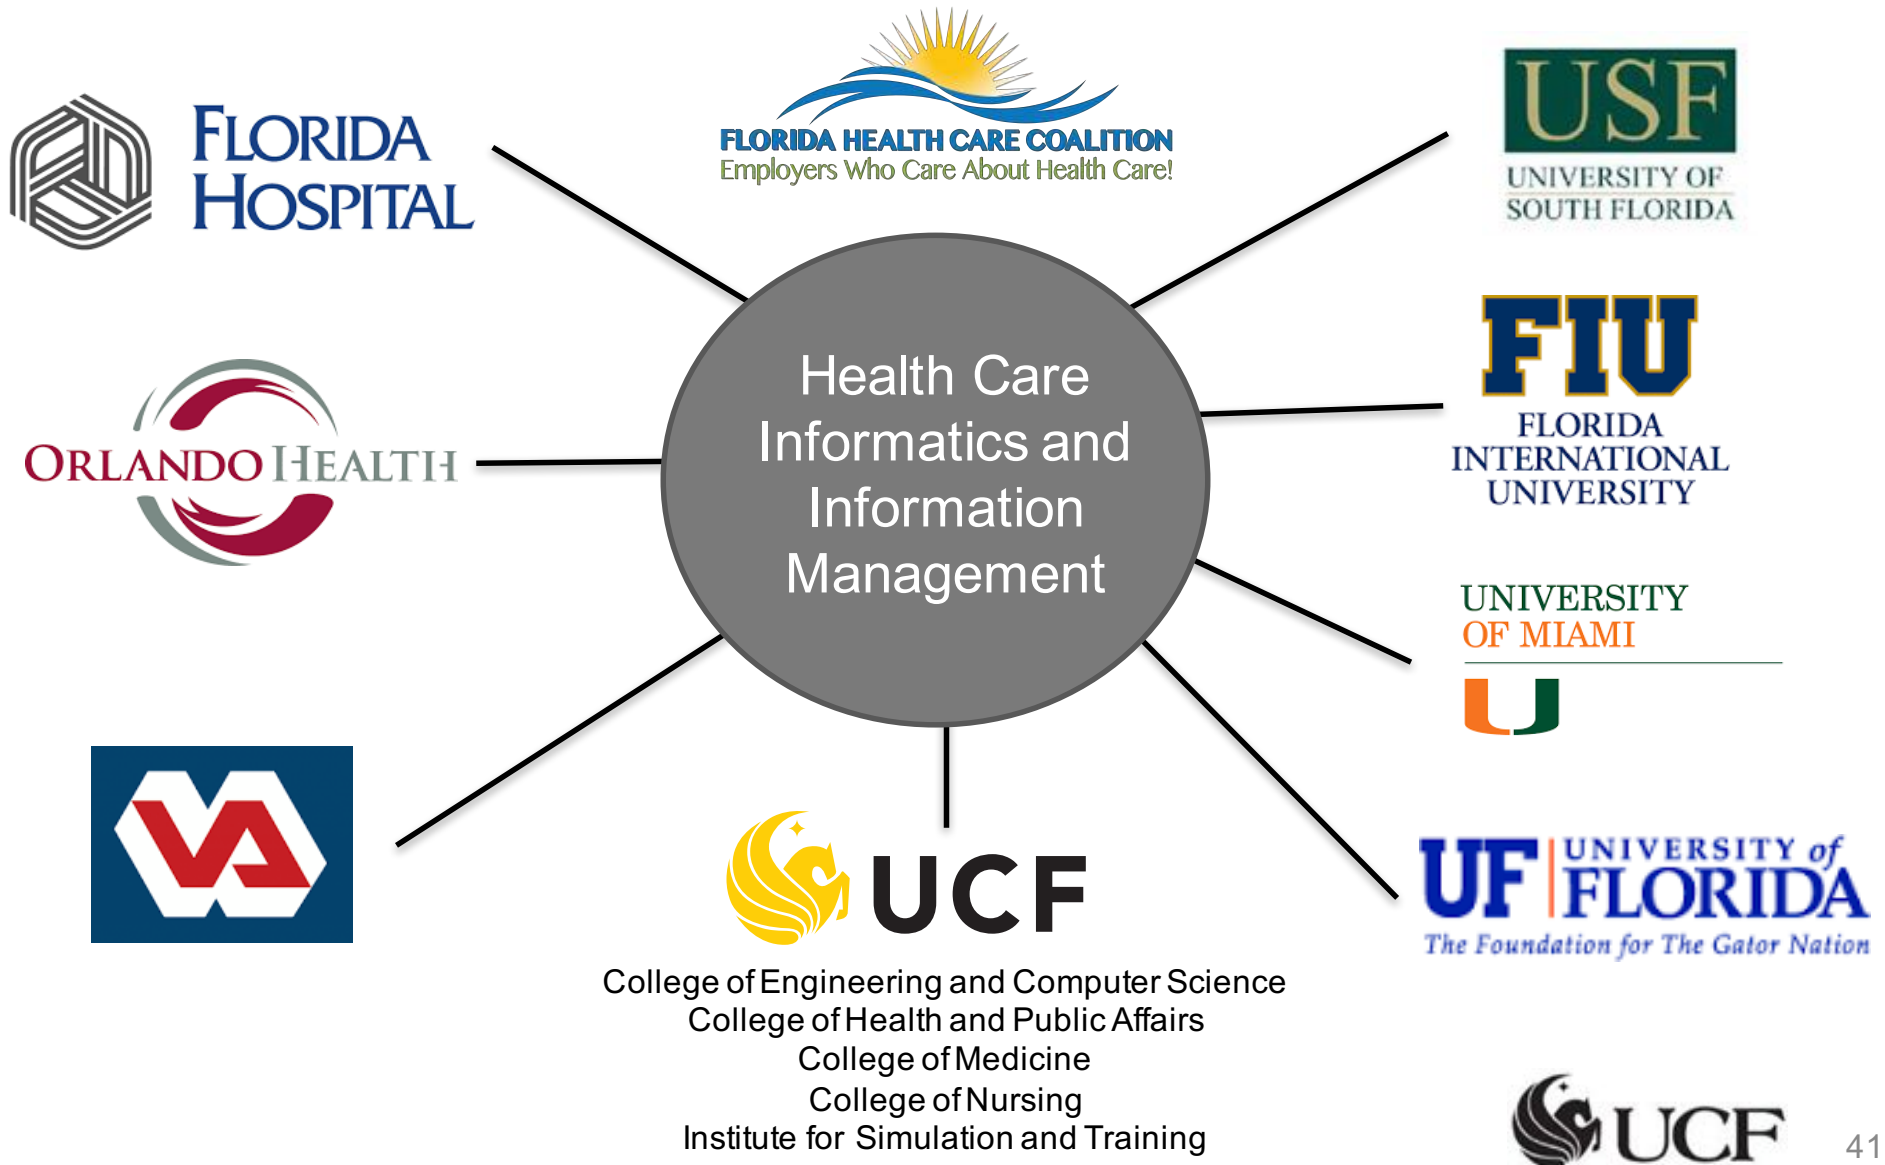 FLORIDA HEALTH CARE COALITION
Employers Who Care About Health Care!
FLORIDA
HOSPITAL
USF
UNIVERSITY OF
SOUTH FLORIDA
Health Care
Informatics and
Information
Management
FIU
FLORIDA
INTERNATIONAL
UNIVERSITY
ORLANDO HEALTH
UNIVERSITY
OF MIAMI
U
VA
UCF
UF UNIVERSITY of
FLORIDA
The Foundation for The Gator Nation
College of Engineering and Computer Science
College of Health and Public Affairs
College of Medicine
College of Nursing
Institute for Simulation and Training
UCF
41